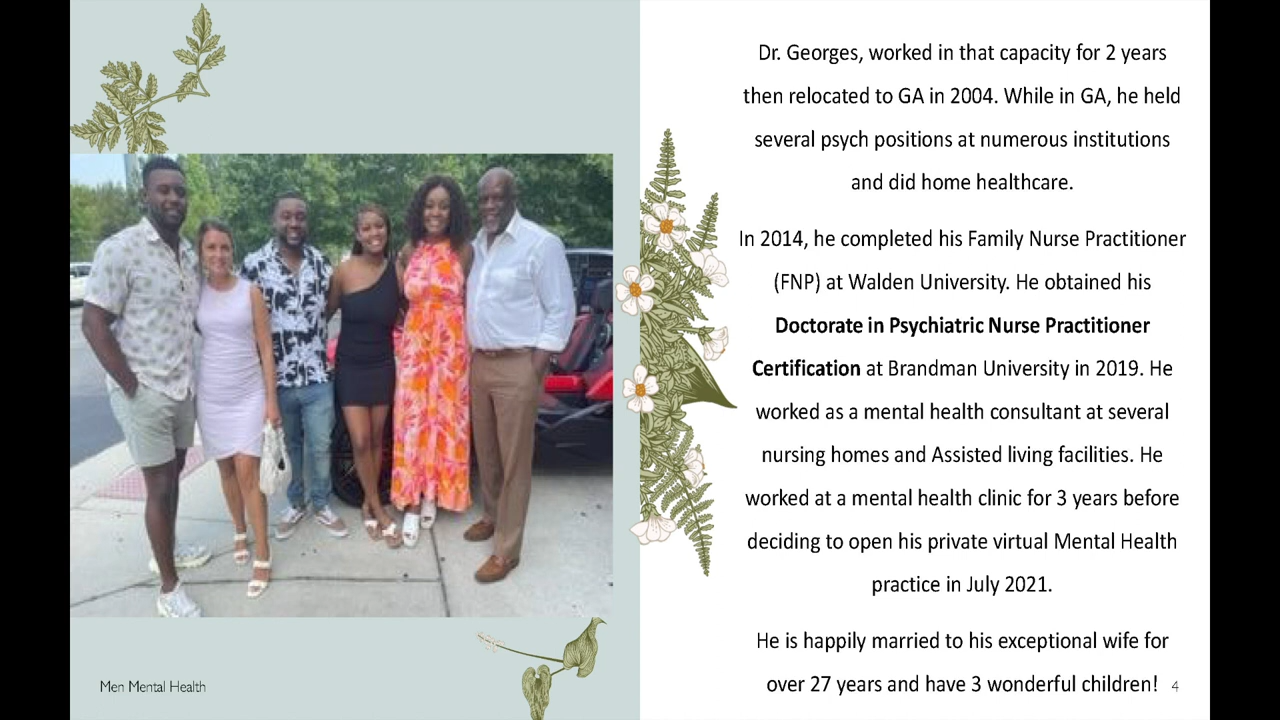 Dr. Georges, worked in that capacity for 2 years
then relocated to GA in 2004. While in GA, he held
several psych positions at numerous institutions
and did home healthcare.
In 2014, he completed his Family Nurse Practitioner
(FNP) at Walden University. He obtained his
Doctorate in Psychiatric Nurse Practitioner
Certification at Brandman University in 2019. He
worked as a mental health consultant at several
nursing homes and Assisted living facilities. He
worked at a mental health clinic for 3 years before
deciding to open his private virtual Mental Health
practice in July 2021.
He is happily married to his exceptional wife for
over 27 years and have 3 wonderful children!
Men Mental Health
4